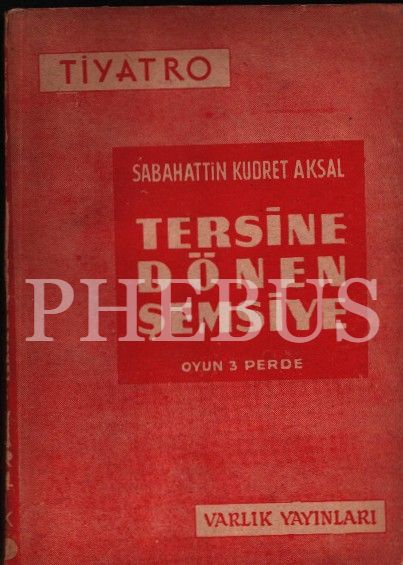 TİYATRO
SABAHATTİN KUDRET AKSAL
TERSİNE
DÖNEN
ŞEMSİYE
PHEBUS
OYUN 3 PERDE
VARLIK YAYINLARI